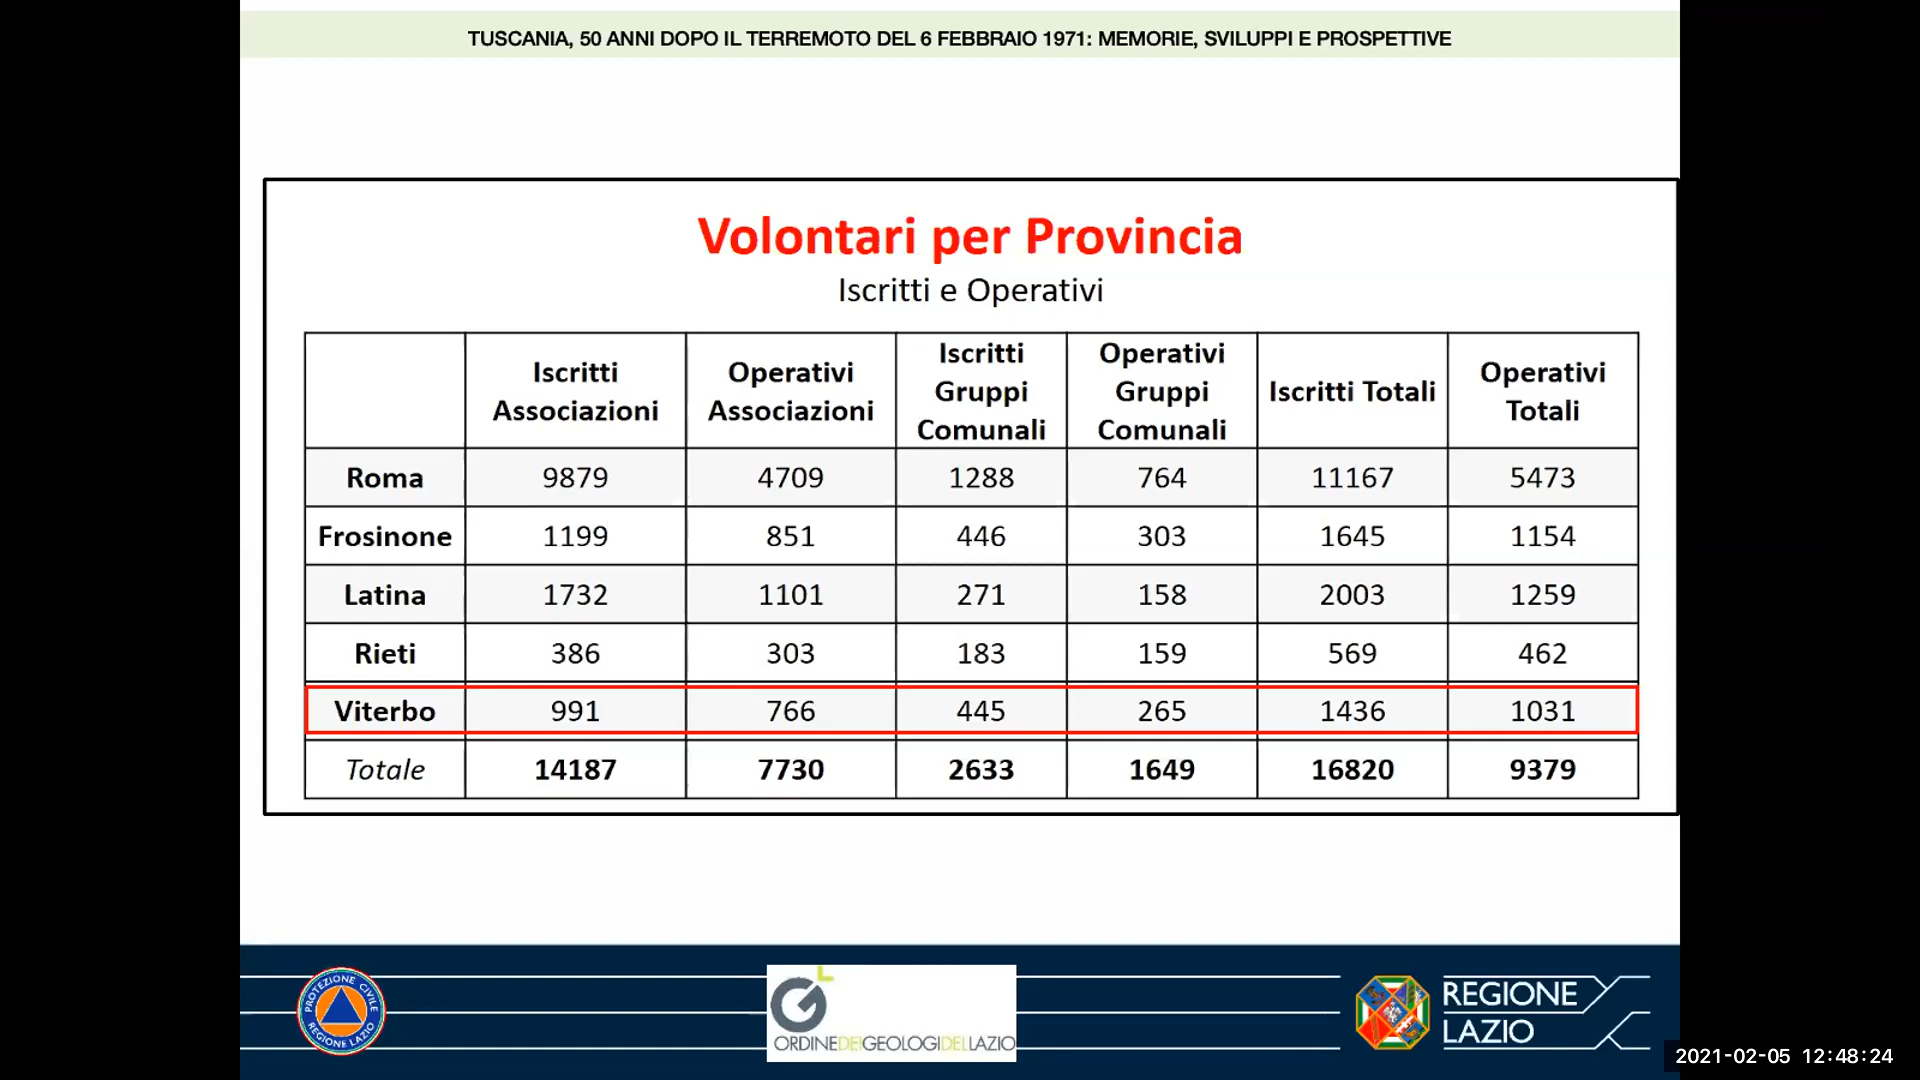 TUSCANIA, 50 ANNI DOPO IL TERREMOTO DEL 6 FEBBRAIO 1971: MEMORIE, SVILUPPI E PROSPETTIVE
Volontari per Provincia
Iscritti e Operativi
Iscritti Associazioni Operativi Associazioni Iscritti Gruppi Comunali Operativi Gruppi Comunali Iscritti Totali Operativi Totali
Roma 9879 4709 1288 764 11167 5473
Frosinone 1199 851 446 303 1645 1154
Latina 1732 1101 271 158 2003 1259
Rieti 386 303 183 159 569 462
Viterbo 991 766 445 265 1436 1031
Totale 14187 7730 2633 1649 16820 9379
PROTEZIONE CIVILE
REGIONE LAZIO
ORDINEDEIGEOLOGIDELLAZIO
REGIONE
LAZIO
2021-02-05 12:48:24